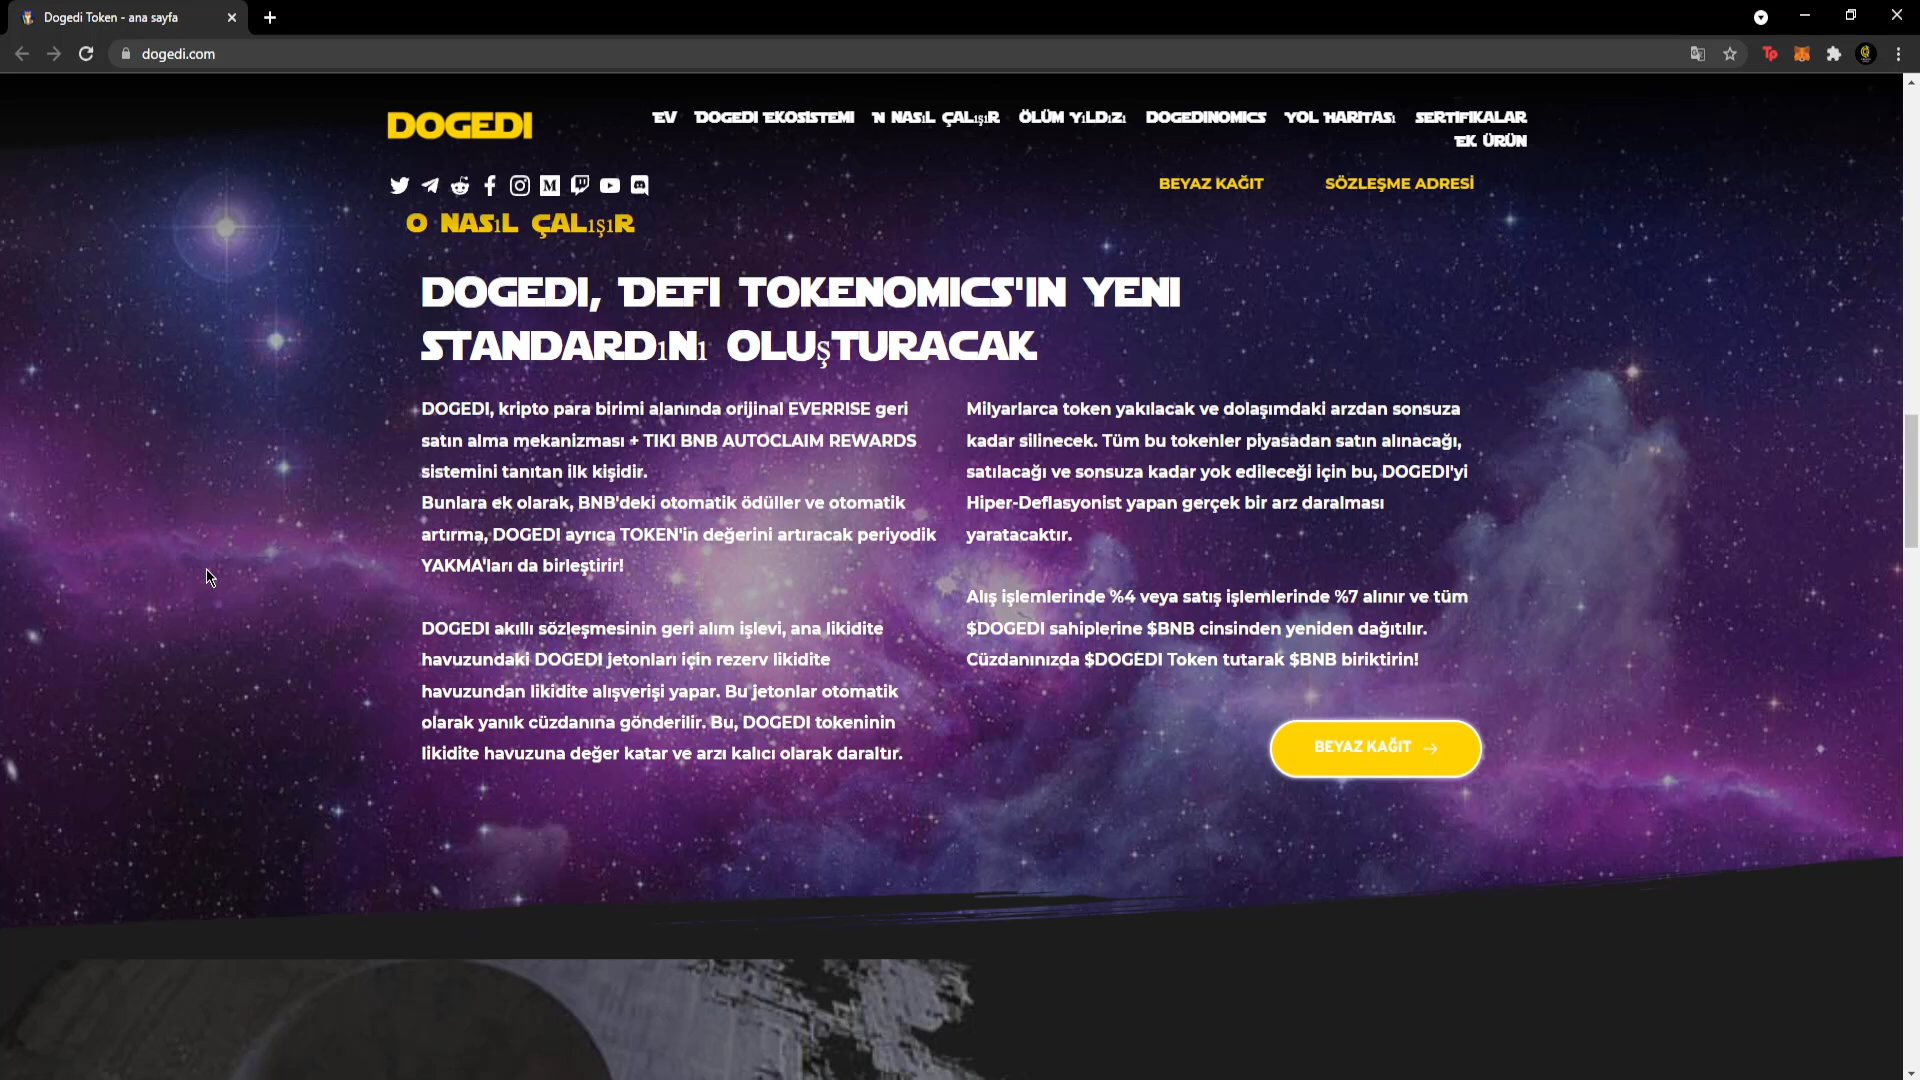 Dogedi Token - ana sayfa
dogedi.com
DOGEDI
EV DOGEDI EKOSISTEMI 'N NASıL ÇALışıR ÖLÜM YıLDıZı DOGEDINOMICS YOL HARITASı SERTIFIKALAR
EK ÜRÜN
BEYAZ KAĞIT SÖZLEŞME ADRESİ
O NASıL ÇALışıR
DOGEDI, DEFI TOKENOMICS'IN YENI
STANDARDıNı OLUşTURACAK
DOGEDI, kripto para birimi alanında orijinal EVERRISE geri
satın alma mekanizması + TIKI BNB AUTOCLAIM REWARDS
sistemini tanıtan ilk kişidir.
Bunlara ek olarak, BNB'deki otomatik ödüller ve otomatik
artırma, DOGEDI ayrıca TOKEN'in değerini artıracak periyodik
YAKMA'ları da birleştirir!
DOGEDI akıllı sözleşmesinin geri alım işlevi, ana likidite
havuzundaki DOGEDI jetonları için rezerv likidite
havuzundan likidite alışverişi yapar. Bu jetonlar otomatik
olarak yanık cüzdanına gönderilir. Bu, DOGEDI tokeninin
likidite havuzuna değer katar ve arzı kalıcı olarak daraltır.
Milyarlarca token yakılacak ve dolaşımdaki arzdan sonsuza
kadar silinecek. Tüm bu tokenler piyasadan satın alınacağı,
satılacağı ve sonsuza kadar yok edileceği için bu, DOGEDI'yi
Hiper-Deflasyonist yapan gerçek bir arz daralması
yaratacaktır.
Alış işlemlerinde %4 veya satış işlemlerinde %7 alınır ve tüm
$DOGEDI sahiplerine $BNB cinsinden yeniden dağıtılır.
Cüzdanınızda $DOGEDI Token tutarak $BNB biriktirin!
BEYAZ KAĞIT →